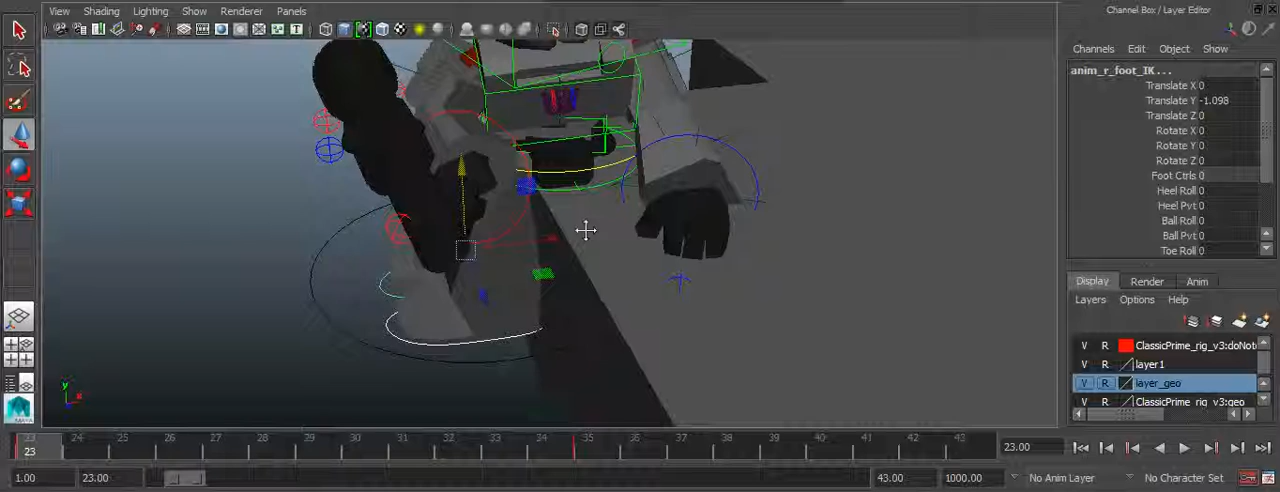 View Shading Lighting Show Renderer Panels
Channel Box / Layer Editor
Channels Edit Object Show
anim_r_foot_IK...
Translate X 0
Translate Y -1.098
Translate Z 0
Rotate X 0
Rotate Y 0
Rotate Z 0
Foot Ctrls 0
Heel Roll 0
Heel Pvt 0
Ball Roll 0
Ball Pvt 0
Toe Roll 0
Display Render Anim
Layers Options Help
V R ClassicPrime_rig_v3:doNot
V R layer1
V R layer_geo
V R ClassicPrime_rig_v3:geo
y
23 24 25 26 27 28 29 30 31 32 33 34 35 36 37 38 39 40 41 42
23
23.00
1.00 23.00 43.00 1000.00 No Anim Layer No Character Set